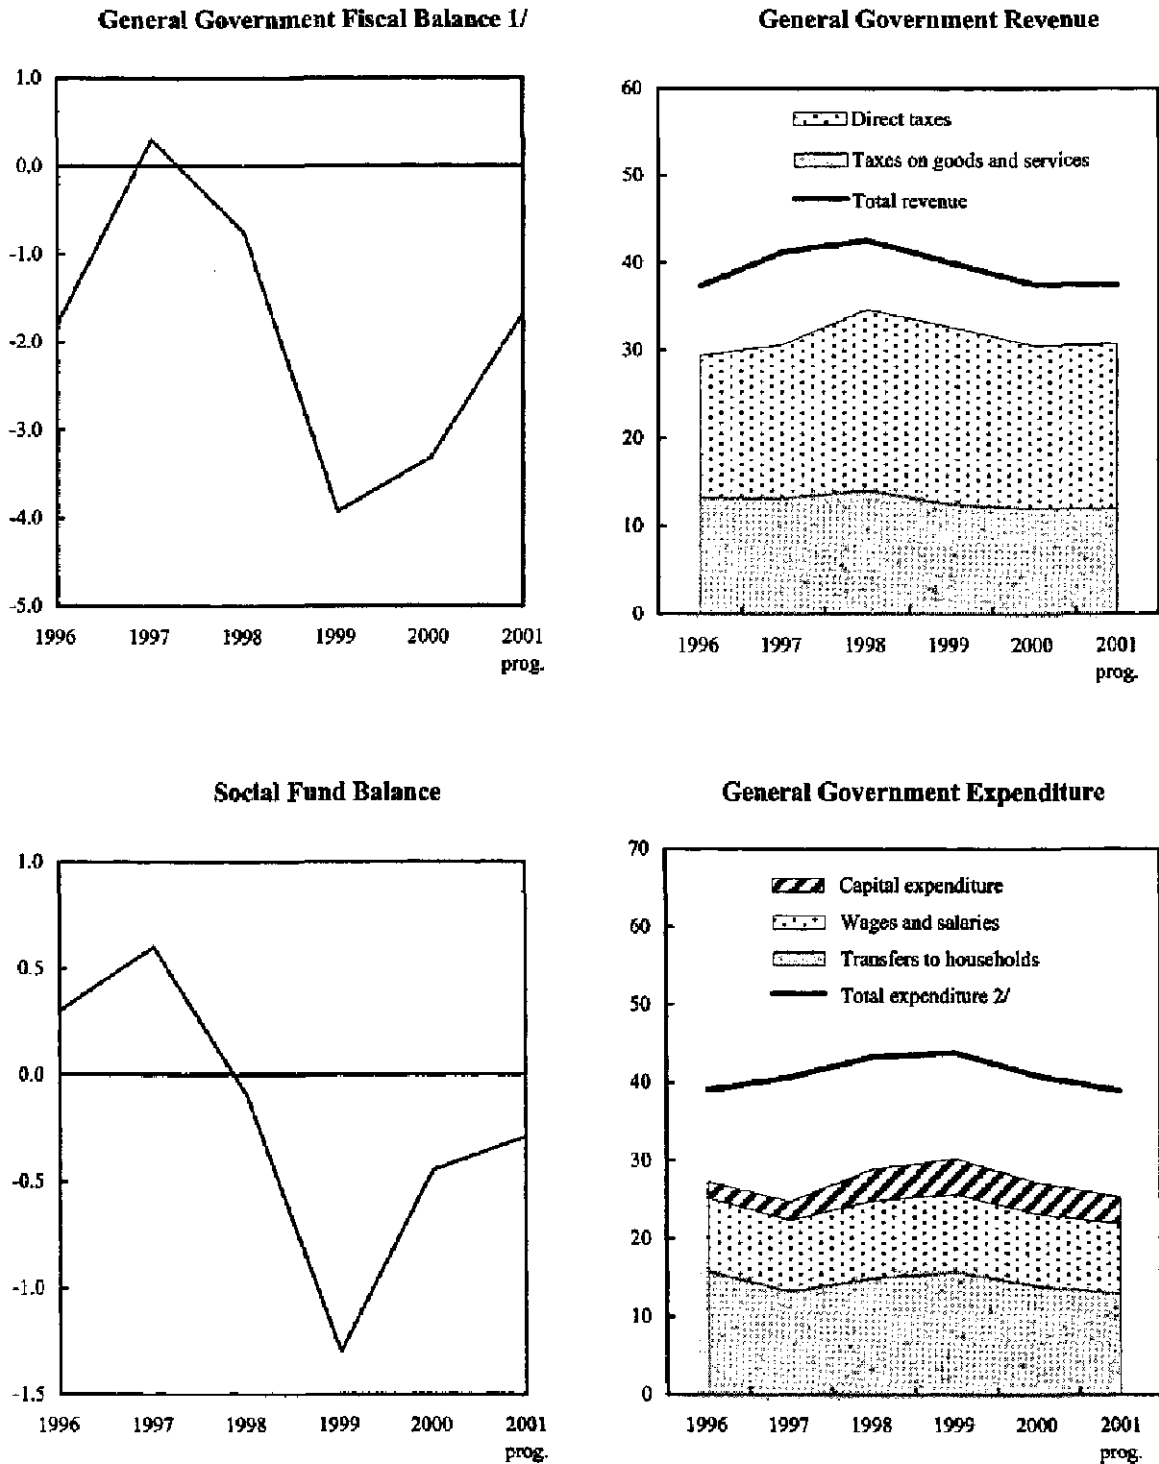 General Government Fiscal Balance 1/
1.0
0.0
-1.0
-2.0
-3.0
-4.0
-5.0
1996 1997 1998 1999 2000 2001
prog.
General Government Revenue
60
50
40
30
20
10
0
Direct taxes
Taxes on goods and services
Total revenue
1996 1997 1998 1999 2000 2001
prog.
Social Fund Balance
1.0
0.5
0.0
-0.5
-1.0
-1.5
1996 1997 1998 1999 2000 2001
prog.
General Government Expenditure
70
60
50
40
30
20
10
0
Capital expenditure
Wages and salaries
Transfers to households
Total expenditure 2/
1996 1997 1998 1999 2000 2001
prog.